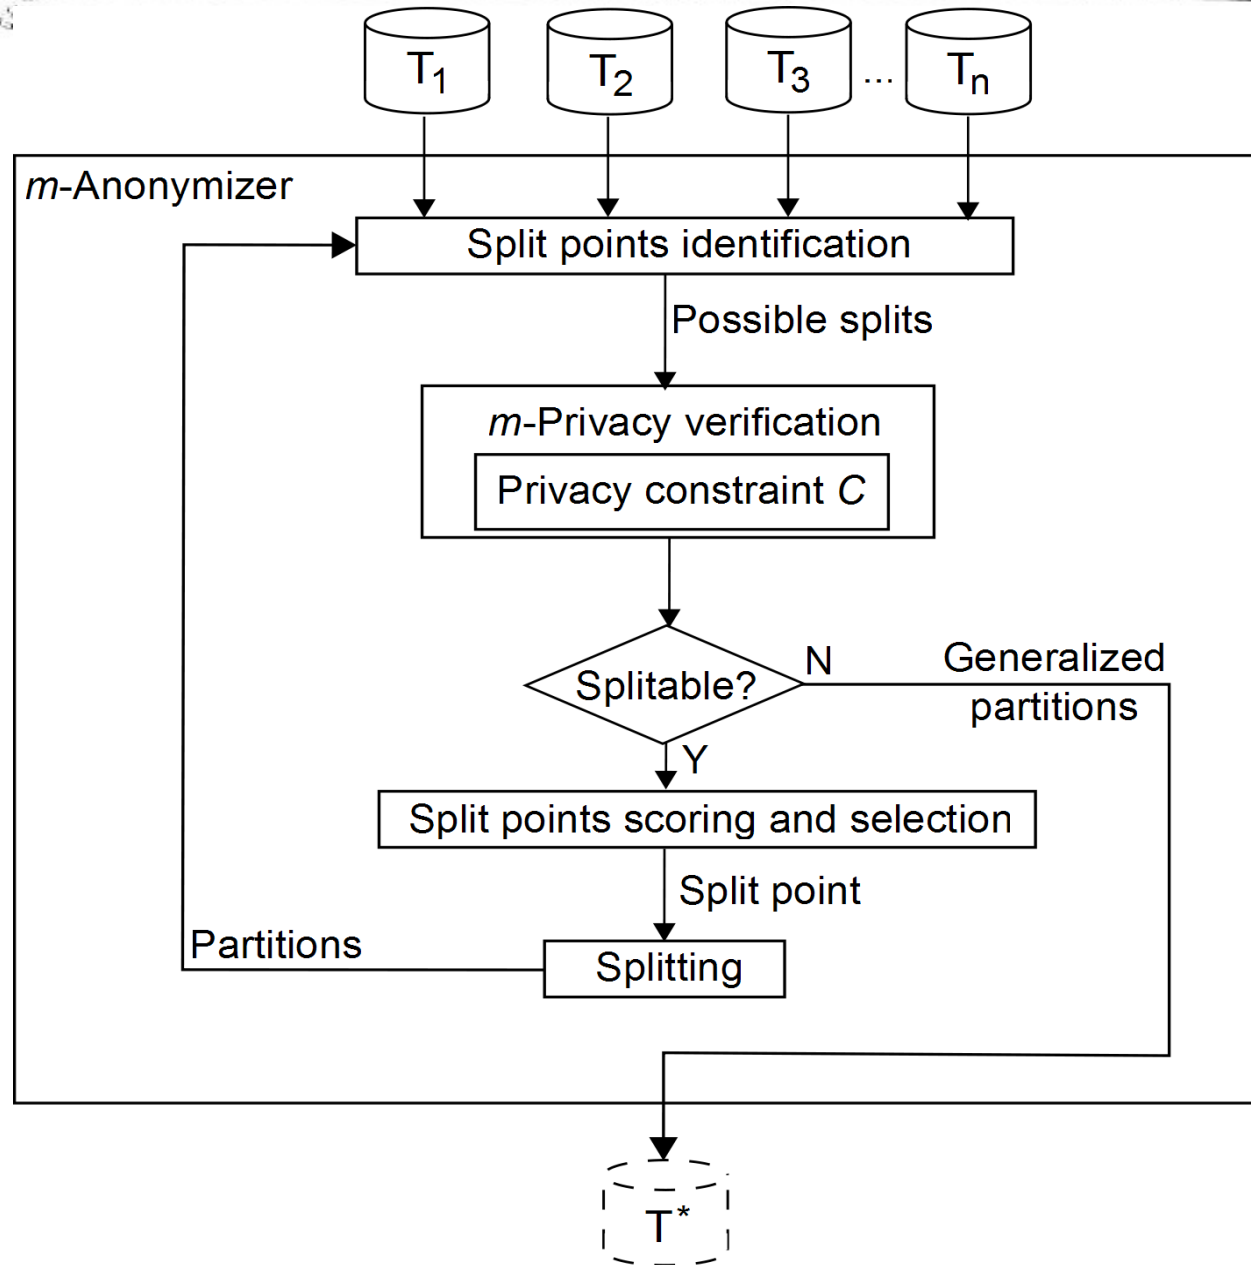 T1 T2 T3 ... Tn
m-Anonymizer
Split points identification
Possible splits
m-Privacy verification
Privacy constraint C
Splitable?
N
Generalized
partitions
Y
Split points scoring and selection
Split point
Partitions
Splitting
T*